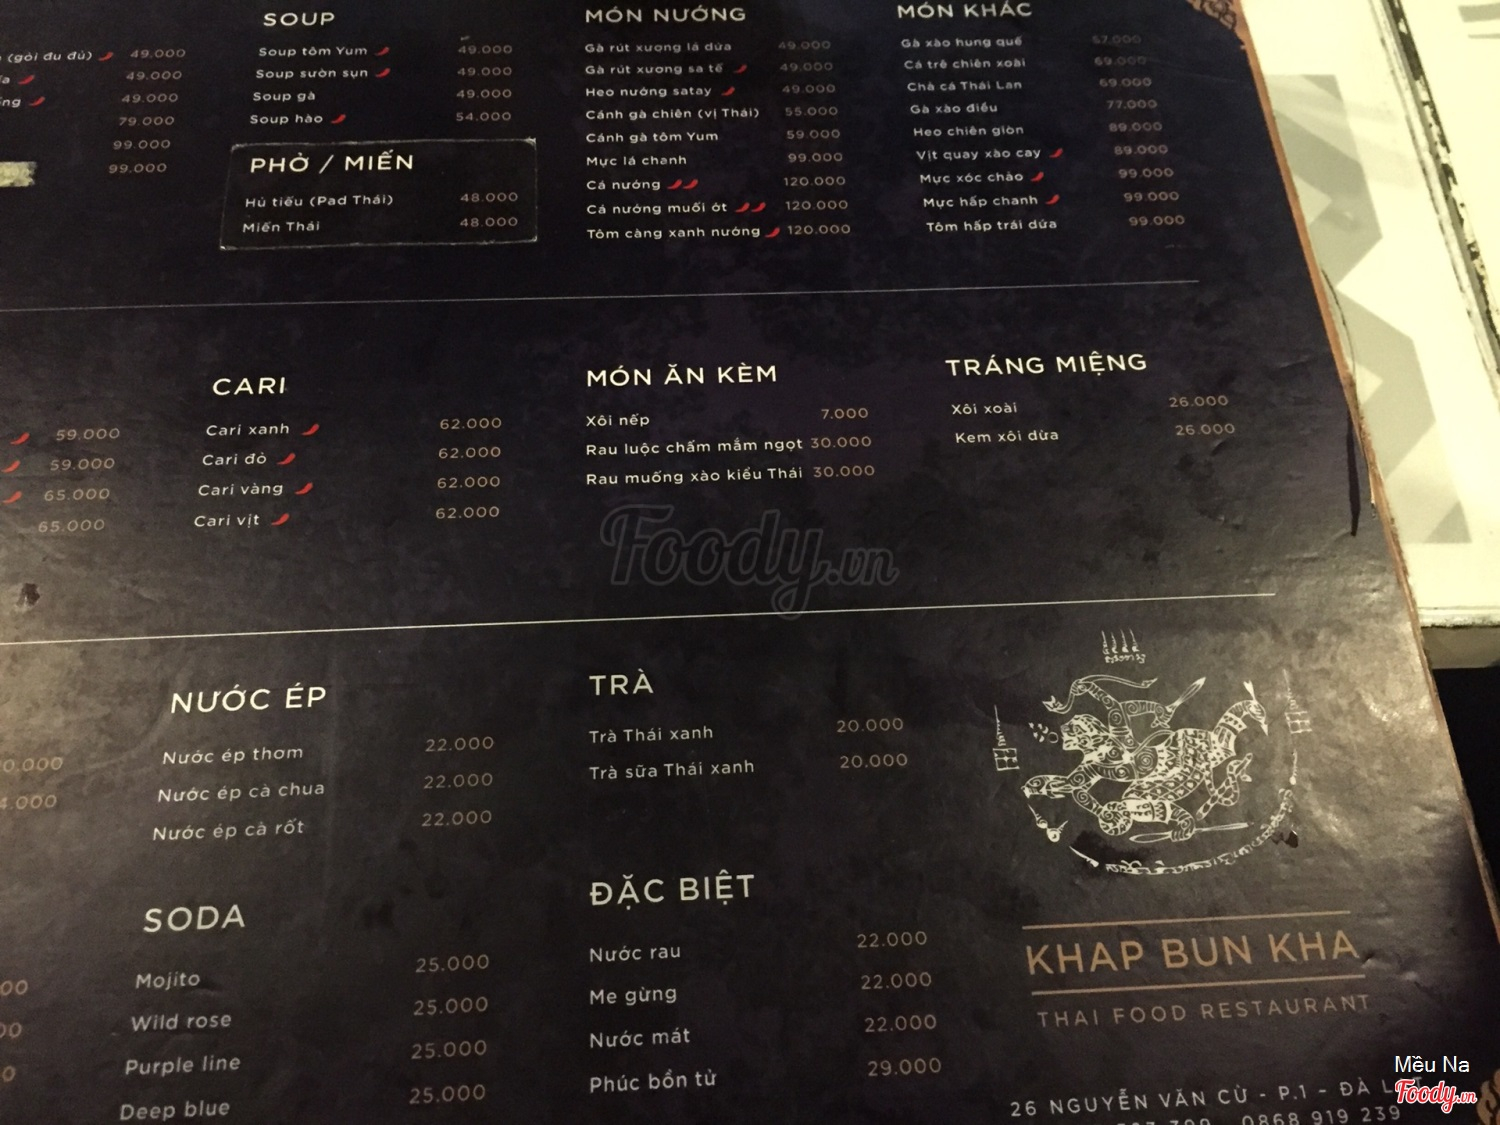 (gỏi đu đủ) 49.000
49.000
49.000
79.000
99.000
99.000
SOUP
Soup tôm Yum 49.000
Soup sườn sụn 49.000
Soup gà 49.000
Soup hào 54.000
PHỞ / MIẾN
Hủ tiếu (Pad Thái) 48.000
Miến Thái 48.000
MÓN NƯỚNG
Gà rút xương lá dứa 49.000
Gà rút xương sa tế 49.000
Heo nướng satay 49.000
Cánh gà chiên (vị Thái) 55.000
Cánh gà tôm Yum 59.000
Mực lá chanh 99.000
Cá nướng 120.000
Cá nướng muối ớt 120.000
Tôm càng xanh nướng 120.000
MÓN KHÁC
Gà xào hung quế 57.000
Cá trê chiên xoài 69.000
Chả cá Thái Lan 69.000
Gà xào điều 77.000
Heo chiên giòn 89.000
Vịt quay xào cay 89.000
Mực xóc chảo 99.000
Mực hấp chanh 99.000
Tôm hấp trái dứa 99.000
59.000
59.000
65.000
65.000
CARI
Cari xanh 62.000
Cari đỏ 62.000
Cari vàng 62.000
Cari vịt 62.000
MÓN ĂN KÈM
Xôi nếp 7.000
Rau luộc chấm mắm ngọt 30.000
Rau muống xào kiểu Thái 30.000
TRÁNG MIỆNG
Xôi xoài 26.000
Kem xôi dừa 26.000
Foody.vn
NƯỚC ÉP
Nước ép thơm 22.000
Nước ép cà chua 22.000
Nước ép cà rốt 22.000
TRÀ
Trà Thái xanh 20.000
Trà sữa Thái xanh 20.000
SODA
Mojito 25.000
Wild rose 25.000
Purple line 25.000
Deep blue 25.000
ĐẶC BIỆT
Nước rau 22.000
Me gừng 22.000
Nước mát 22.000
Phúc bồn tử 29.000
KHAP BUN KHA
THAI FOOD RESTAURANT
26 NGUYỄN VĂN CỪ - P.1 - ĐÀ
0868 919 239
Mều Na
Foody.vn